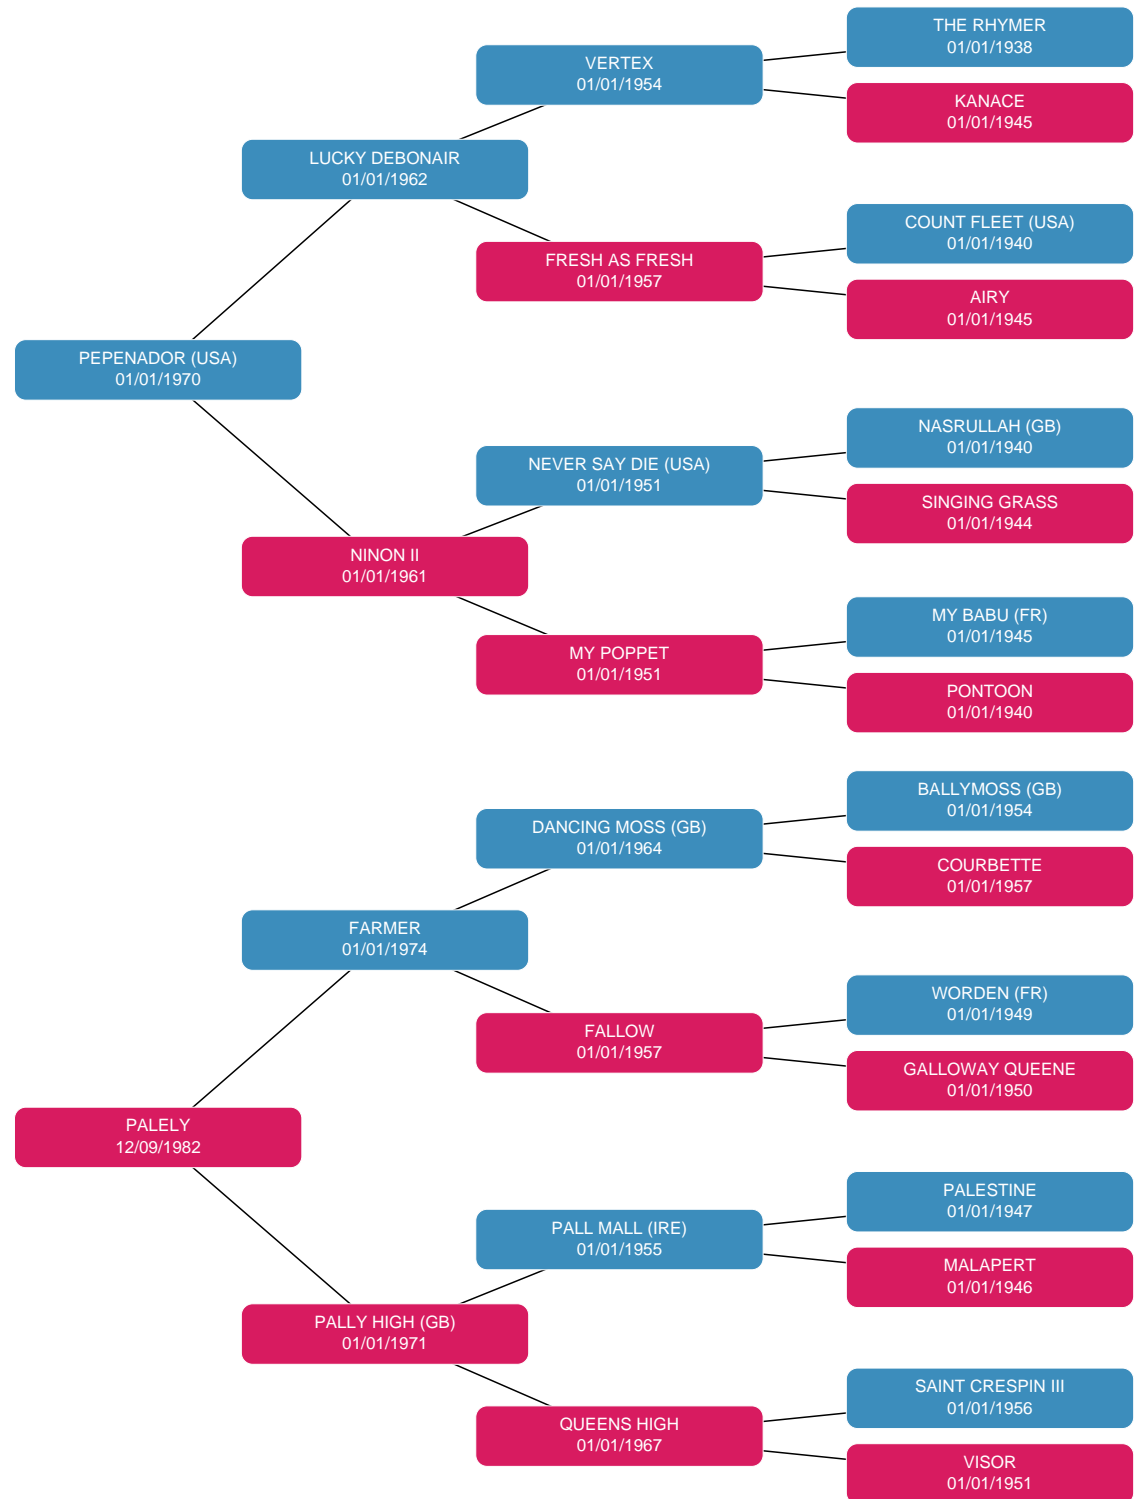 THE RHYMER
01/01/1938
VERTEX
01/01/1954
KANACE
01/01/1945
LUCKY DEBONAIR
01/01/1962
COUNT FLEET (USA)
01/01/1940
FRESH AS FRESH
01/01/1957
AIRY
01/01/1945
PEPENADOR (USA)
01/01/1970
NASRULLAH (GB)
01/01/1940
NEVER SAY DIE (USA)
01/01/1951
SINGING GRASS
01/01/1944
NINON II
01/01/1961
MY BABU (FR)
01/01/1945
MY POPPET
01/01/1951
PONTOON
01/01/1940
BALLYMOSS (GB)
01/01/1954
DANCING MOSS (GB)
01/01/1964
COURBETTE
01/01/1957
FARMER
01/01/1974
WORDEN (FR)
01/01/1949
FALLOW
01/01/1957
GALLOWAY QUEENE
01/01/1950
PALELY
12/09/1982
PALESTINE
01/01/1947
PALL MALL (IRE)
01/01/1955
MALAPERT
01/01/1946
PALLY HIGH (GB)
01/01/1971
SAINT CRESPIN III
01/01/1956
QUEENS HIGH
01/01/1967
VISOR
01/01/1951